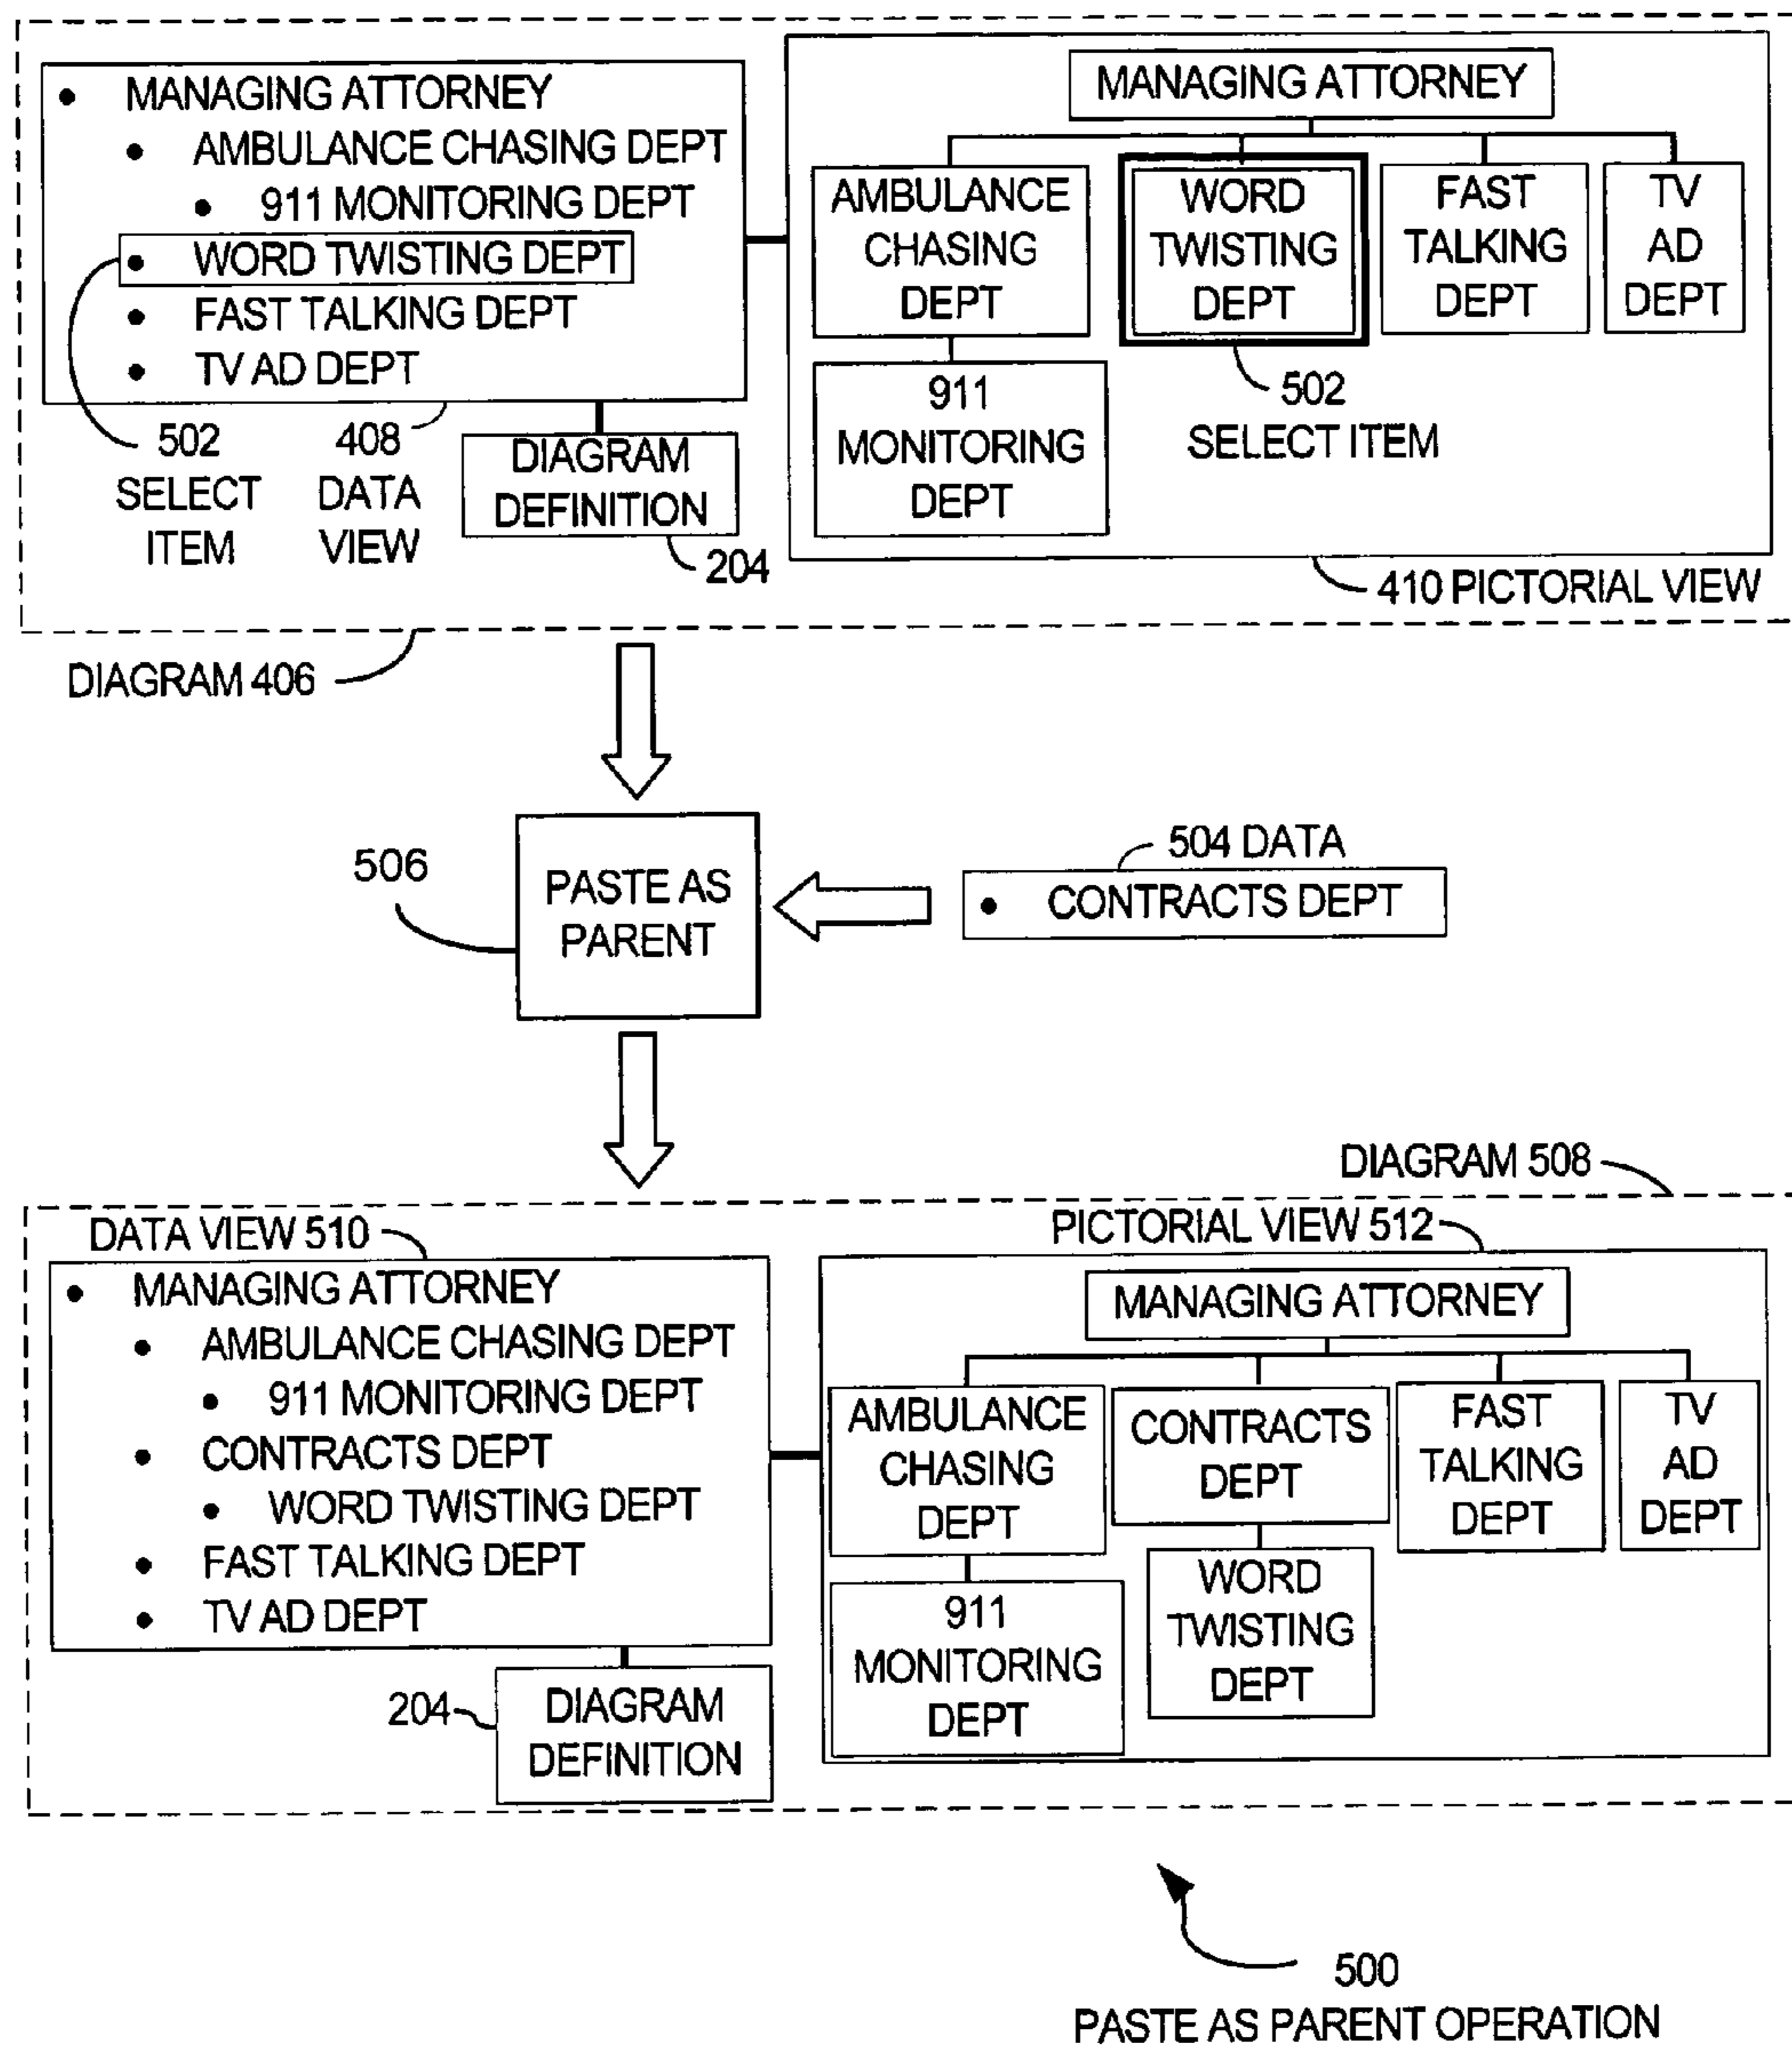 • MANAGING ATTORNEY
• AMBULANCE CHASING DEPT
• 911 MONITORING DEPT
• WORD TWISTING DEPT
• FAST TALKING DEPT
• TV AD DEPT
502
SELECT
ITEM
408
DATA
VIEW
DIAGRAM
DEFINITION
204
MANAGING ATTORNEY
AMBULANCE
CHASING
DEPT
WORD
TWISTING
DEPT
FAST
TALKING
DEPT
TV
AD
DEPT
911
MONITORING
DEPT
502
SELECT ITEM
410 PICTORIAL VIEW
DIAGRAM 406
506
PASTE AS
PARENT
504 DATA
• CONTRACTS DEPT
DIAGRAM 508
DATA VIEW 510
• MANAGING ATTORNEY
• AMBULANCE CHASING DEPT
• 911 MONITORING DEPT
• CONTRACTS DEPT
• WORD TWISTING DEPT
• FAST TALKING DEPT
• TV AD DEPT
204
DIAGRAM
DEFINITION
PICTORIAL VIEW 512
MANAGING ATTORNEY
AMBULANCE
CHASING
DEPT
CONTRACTS
DEPT
FAST
TALKING
DEPT
TV
AD
DEPT
911
MONITORING
DEPT
WORD
TWISTING
DEPT
500
PASTE AS PARENT OPERATION